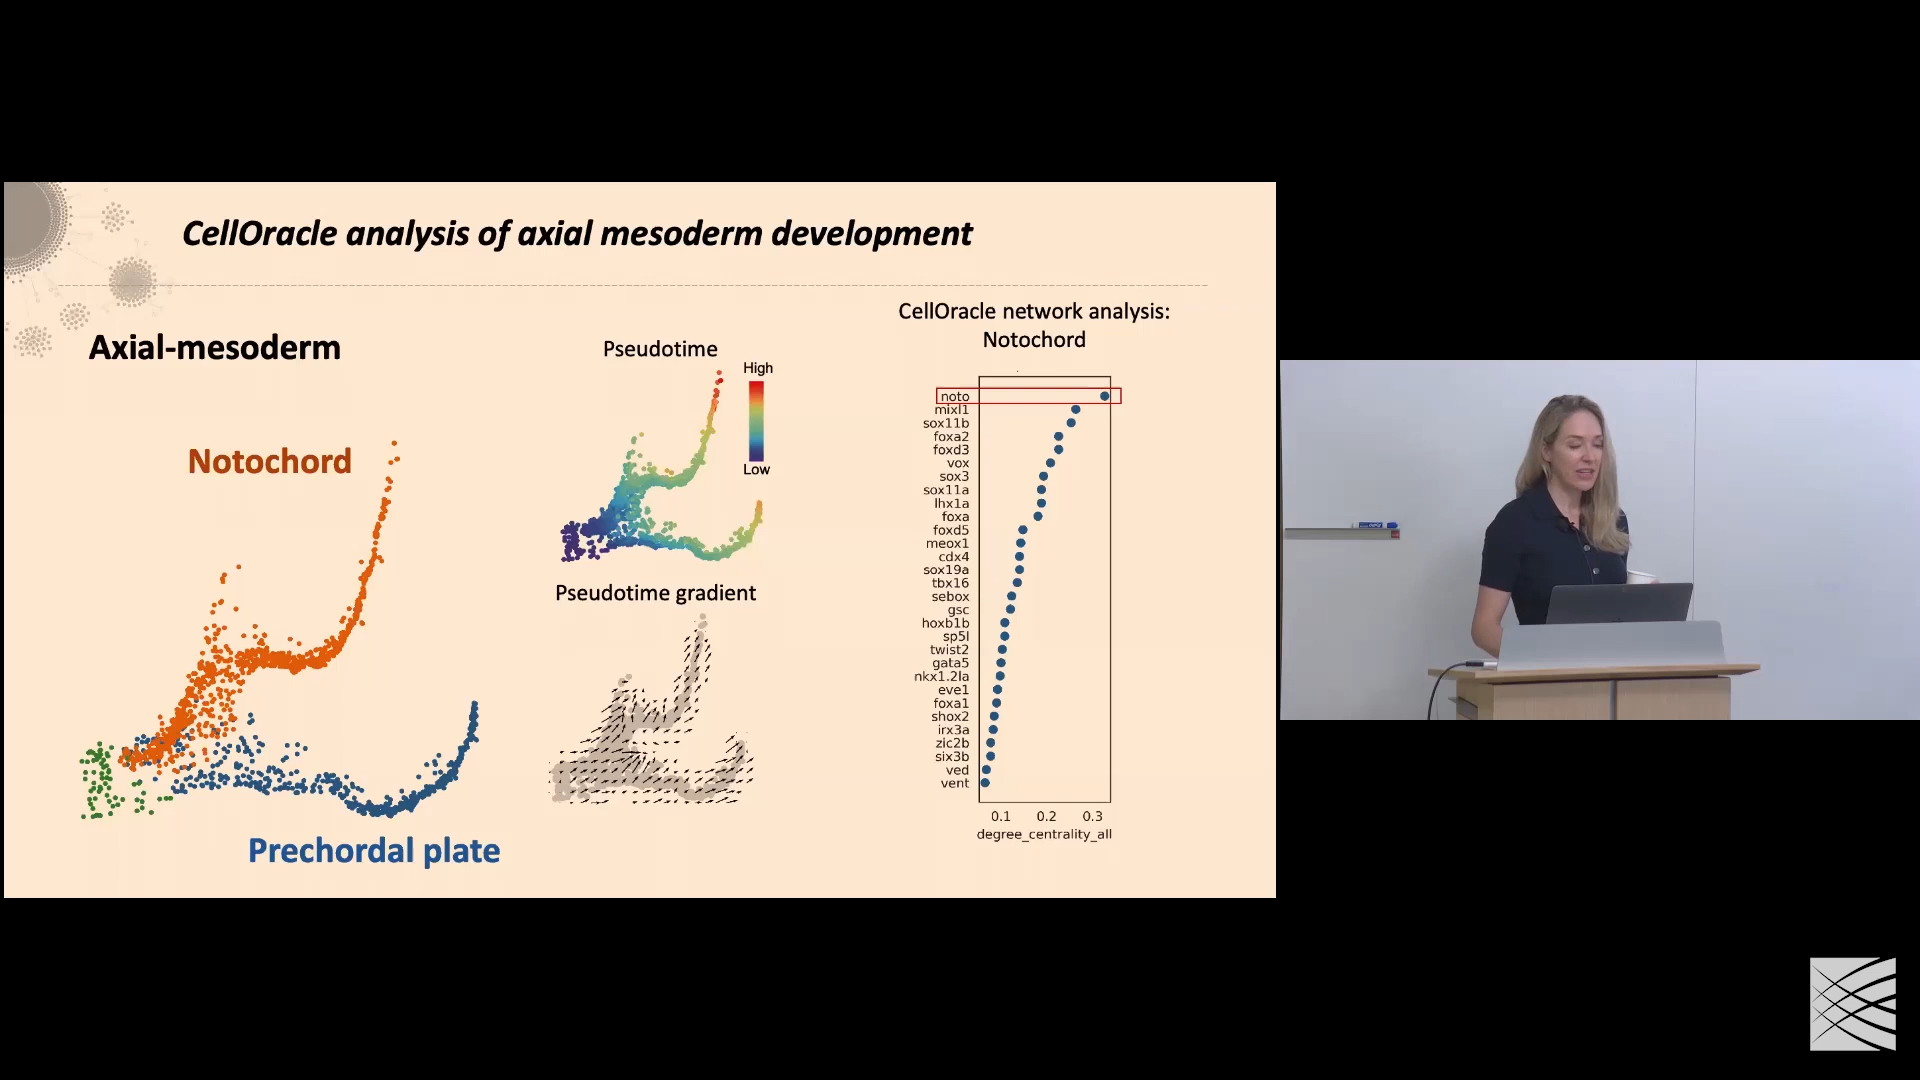 CellOracle analysis of axial mesoderm development
Axial-mesoderm
Notochord
Prechordal plate
Pseudotime
High
Low
Pseudotime gradient
CellOracle network analysis:
Notochord
noto
mixl1
sox11b
foxa2
foxd3
vox
sox3
sox11a
lhx1a
foxa
foxd5
meox1
cdx4
sox19a
tbx16
sebox
gsc
hoxb1b
sp5l
twist2
gata5
nkx1.2la
eve1
foxa1
shox2
irx3a
zic2b
six3b
ved
vent
0.1 0.2 0.3
degree_centrality_all